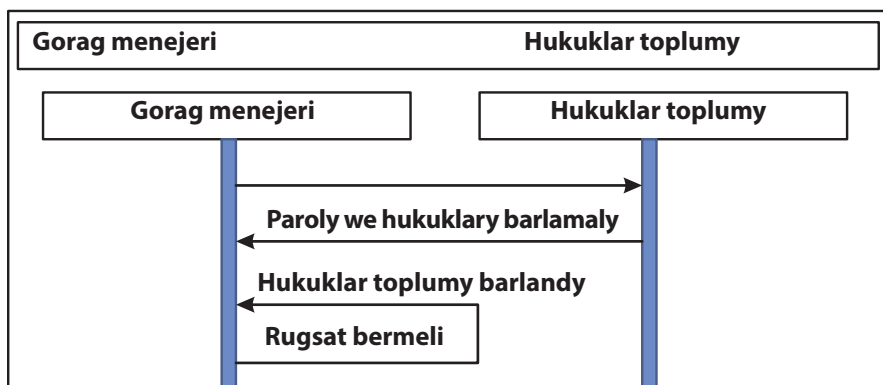 Gorag menejeri Hukuklar toplumy
Gorag menejeri Hukuklar toplumy
Paroly we hukuklary barlamaly
Hukuklar toplumy barlandy
Rugsat bermeli